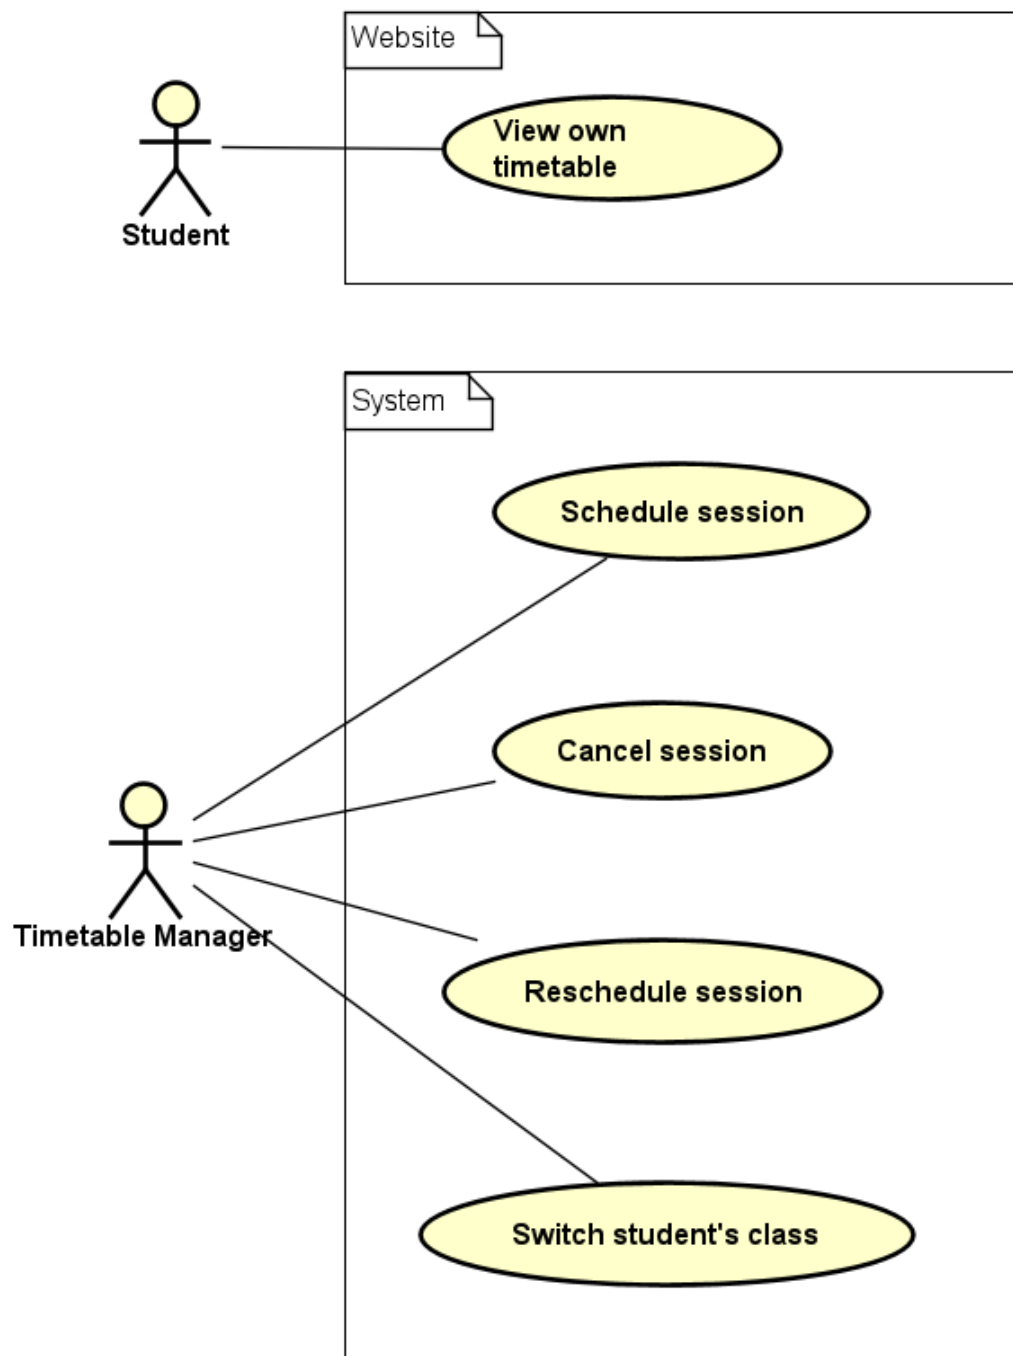 Website
View own
timetable
Student
System
Schedule session
Cancel session
Timetable Manager
Reschedule session
Switch student's class